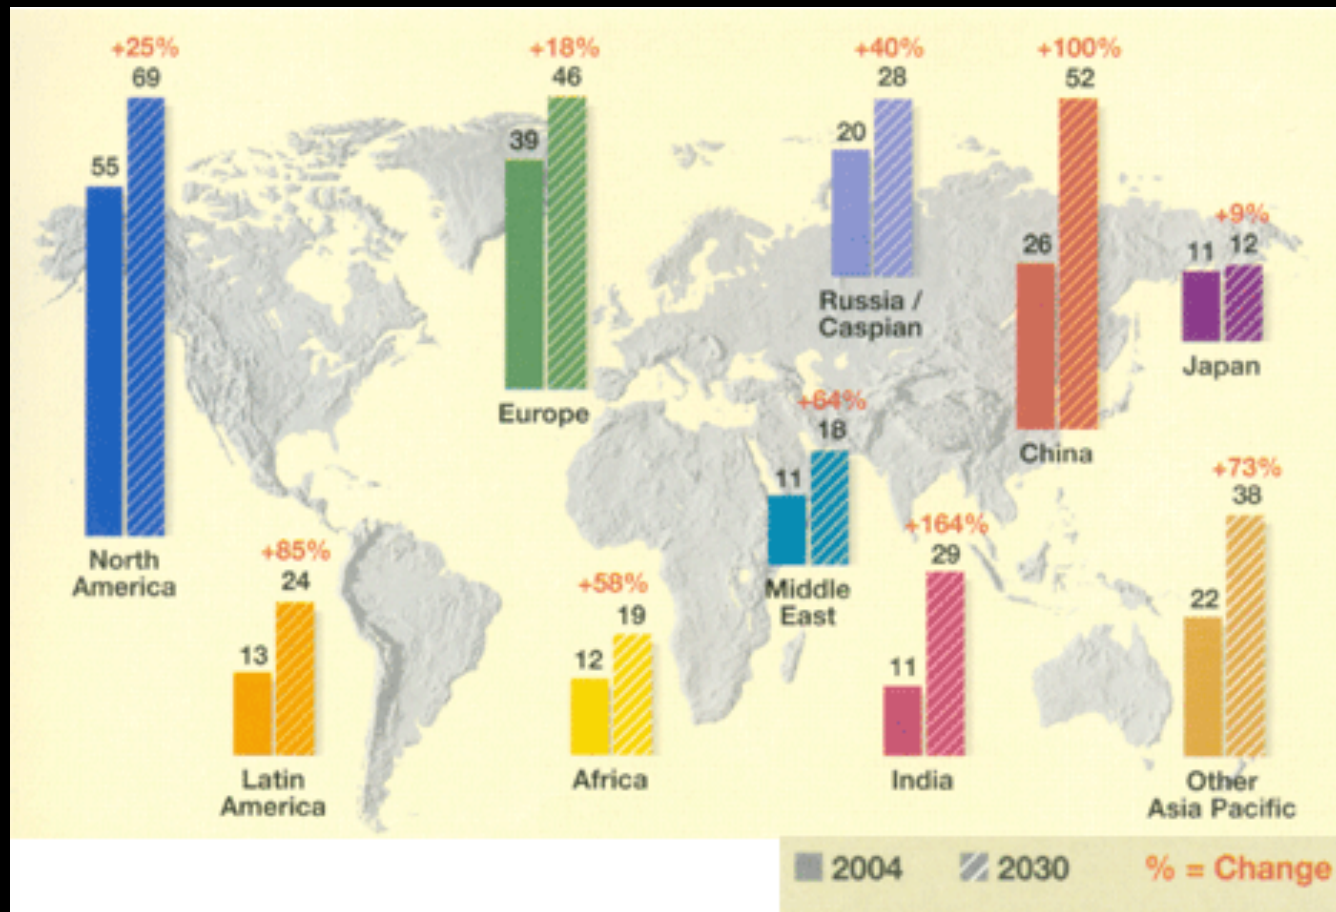 +25%
69
55
North
America
+18%
46
39
Europe
+40%
28
20
Russia /
Caspian
+100%
52
26
China
+9%
12
11
Japan
+64%
18
11
Middle
East
+85%
24
13
Latin
America
+58%
19
12
Africa
+164%
29
11
India
+73%
38
22
Other
Asia Pacific
2004 2030 % = Change